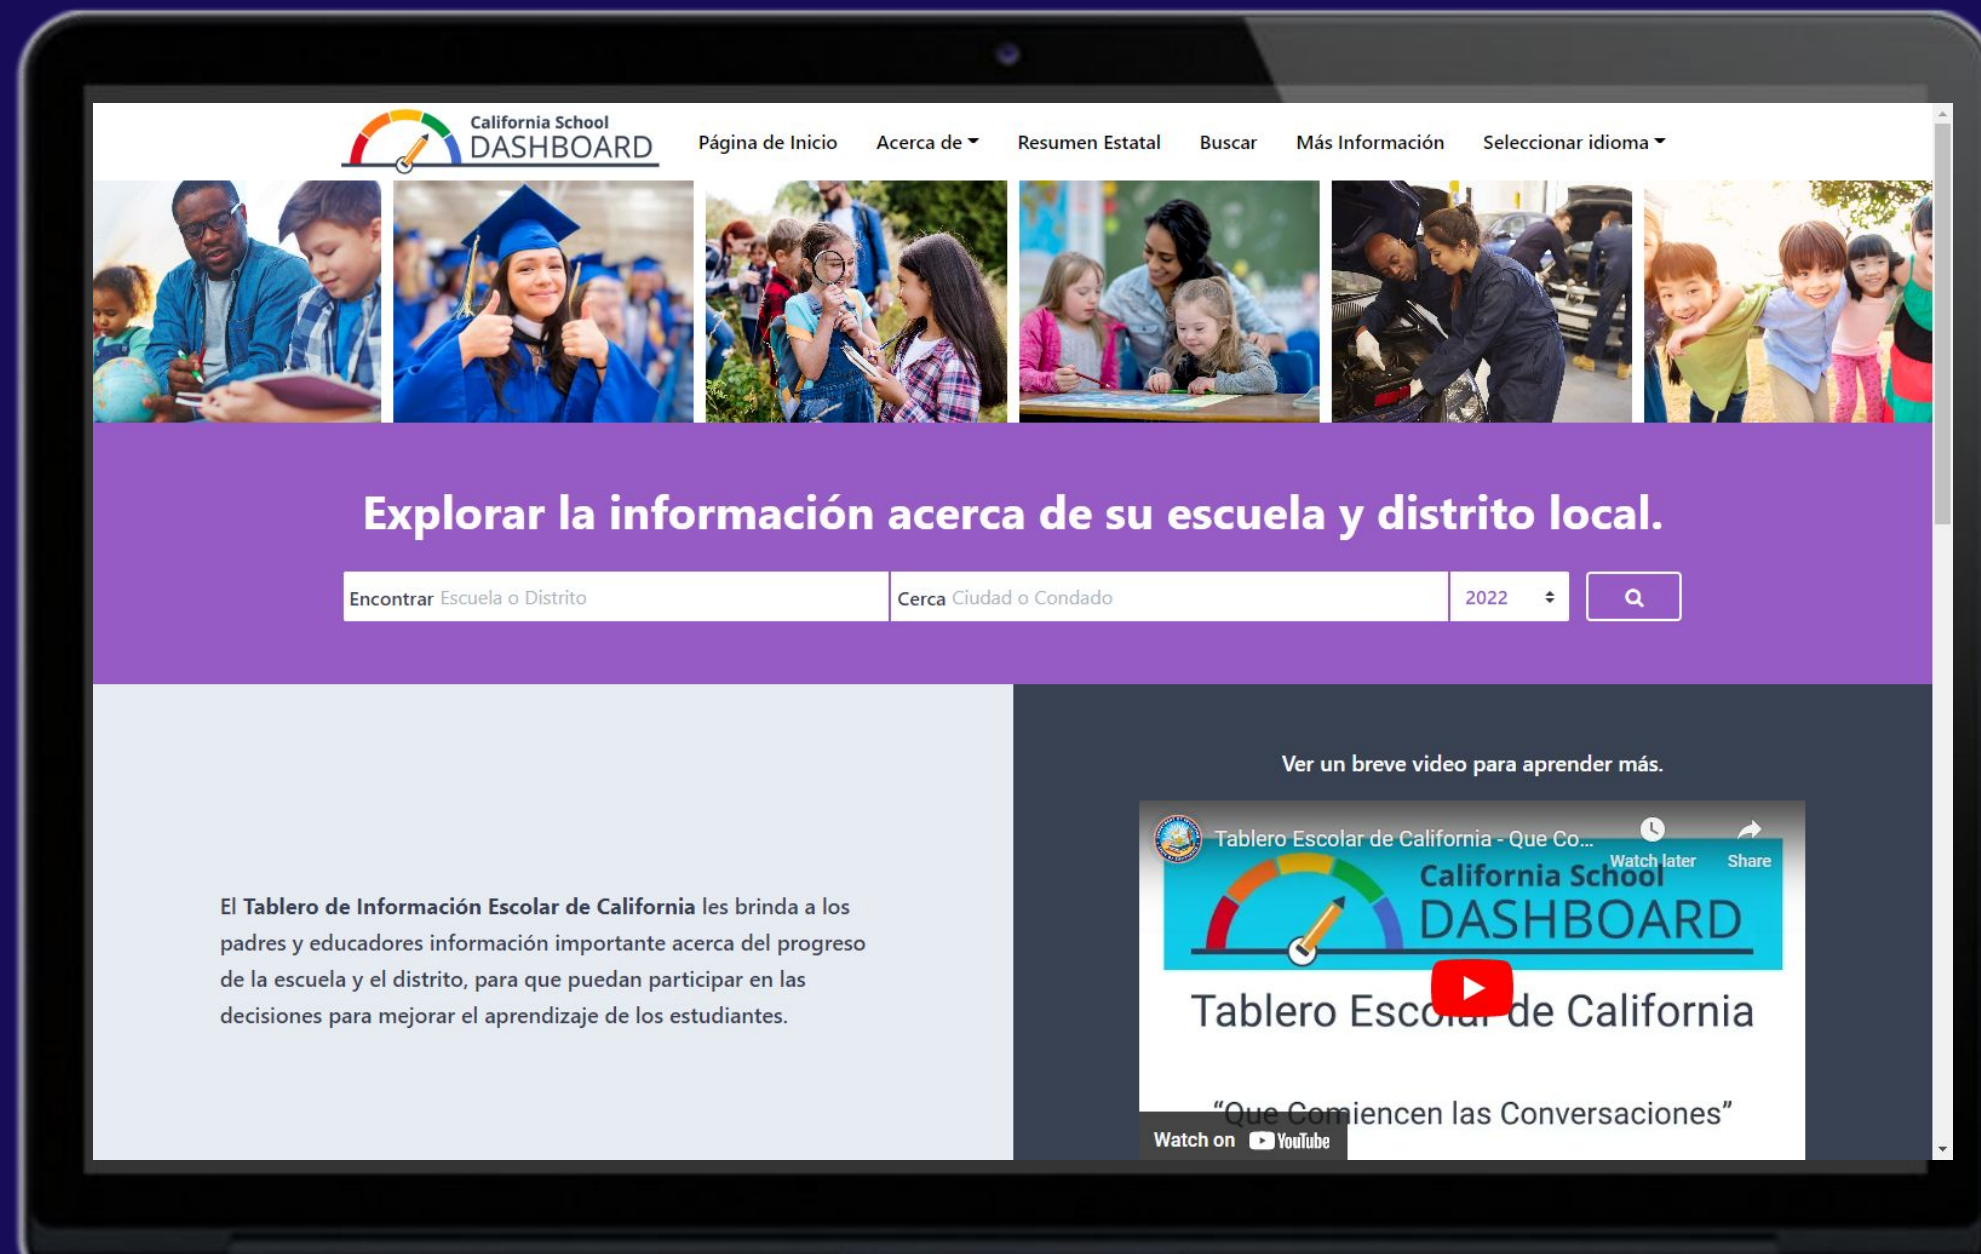 California School
DASHBOARD
Página de Inicio
Acerca de
Resumen Estatal
Buscar
Más Información
Seleccionar idioma
Explorar la información acerca de su escuela y distrito local.
Encontrar Escuela o Distrito
Cerca Ciudad o Condado
2022
El Tablero de Información Escolar de California les brinda a los
padres y educadores información importante acerca del progreso
de la escuela y el distrito, para que puedan participar en las
decisiones para mejorar el aprendizaje de los estudiantes.
Ver un breve video para aprender más.
Tablero Escolar de California - Que Co...
Watch later
Share
California School
DASHBOARD
Tablero Escolar de California
“Que Comiencen las Conversaciones”
Watch on YouTube